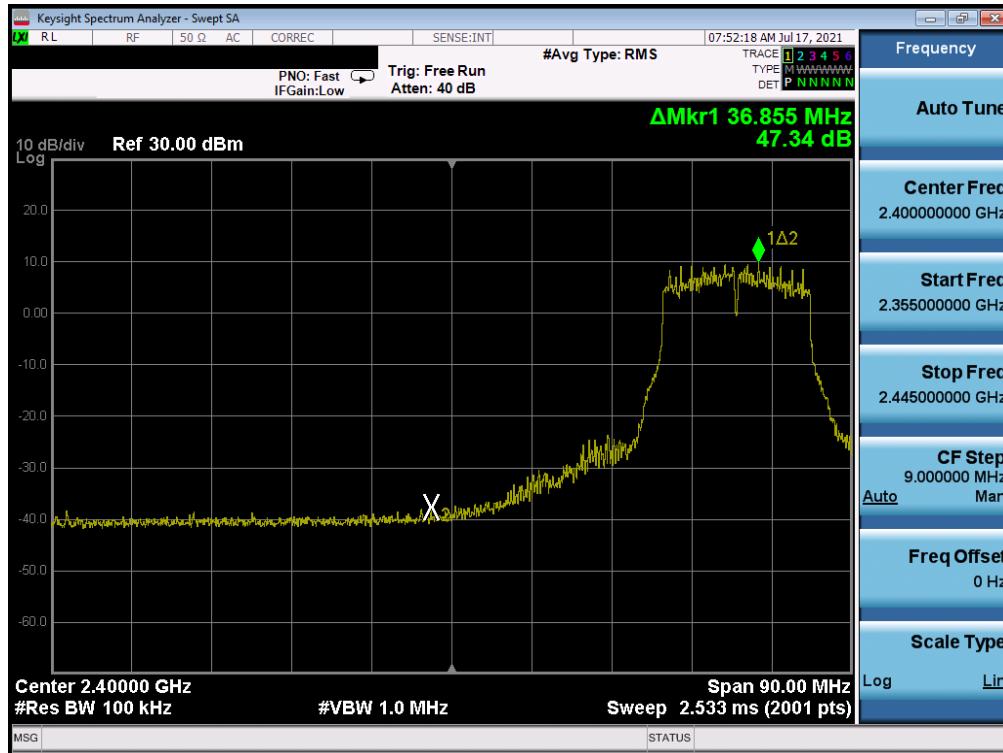 Keysight Spectrum Analyzer - Swept SA
LXI RL RF 50 Ω AC CORREC SENSE:INT 07:52:18 AM Jul 17, 2021
#Avg Type: RMS TRACE 1 2 3 4 5 6
PNO: Fast Trig: Free Run TYPE M W W W W W
IFGain:Low Atten: 40 dB DET P N N N N N
ΔMkr1 36.855 MHz
47.34 dB
10 dB/div Ref 30.00 dBm
Log
20.0
1Δ2
10.0
0.00
-10.0
-20.0
-30.0
X
2
-40.0
-50.0
-60.0
Center 2.40000 GHz Span 90.00 MHz
#Res BW 100 kHz #VBW 1.0 MHz Sweep 2.533 ms (2001 pts)
MSG STATUS
Frequency
Auto Tune
Center Freq
2.400000000 GHz
Start Freq
2.355000000 GHz
Stop Freq
2.445000000 GHz
CF Step
9.000000 MHz
Auto Man
Freq Offset
0 Hz
Scale Type
Log Lin